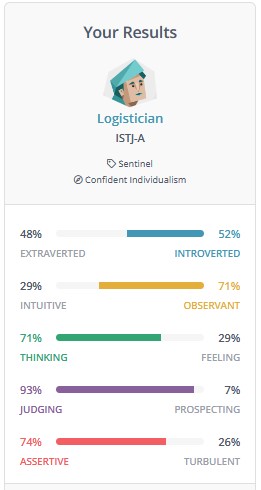 Your Results
Logistician
ISTJ-A
Sentinel
Confident Individualism
48% 52%
EXTRAVERTED INTROVERTED
29% 71%
INTUITIVE OBSERVANT
71% 29%
THINKING FEELING
93% 7%
JUDGING PROSPECTING
74% 26%
ASSERTIVE TURBULENT